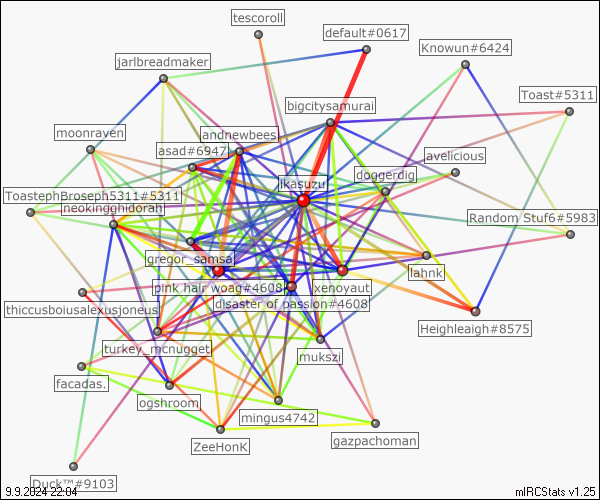 tescoroll
default#0617
Knowun#6424
jarlbreadmaker
Toast#5311
bigcitysamurai
moonraven
andnewbees
asad#6947
avelicious
doggerdig
ikasuzu
ToastephBroseph5311#5311
neokingghidorah
Random Stuf6#5983
gregor_samsa
lahnk
pink hair woag#4608
xenoyaut
disaster of passion#4608
thiccusboiusalexusjoneus
Heighleaigh#8575
turkey_mcnugget
mukszi
facadas.
ogshroom
mingus4742
ZeeHonK
gazpachoman
Duck™#9103
9.9.2024 22:04
mIRCStats v1.25